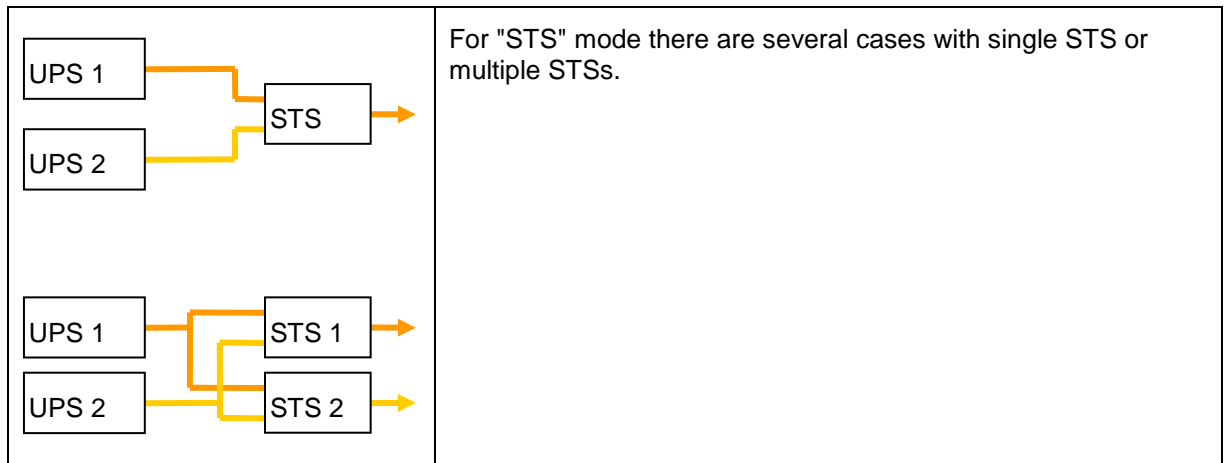 UPS 1
UPS 2
STS
For "STS" mode there are several cases with single STS or
multiple STSs.
UPS 1
UPS 2
STS 1
STS 2